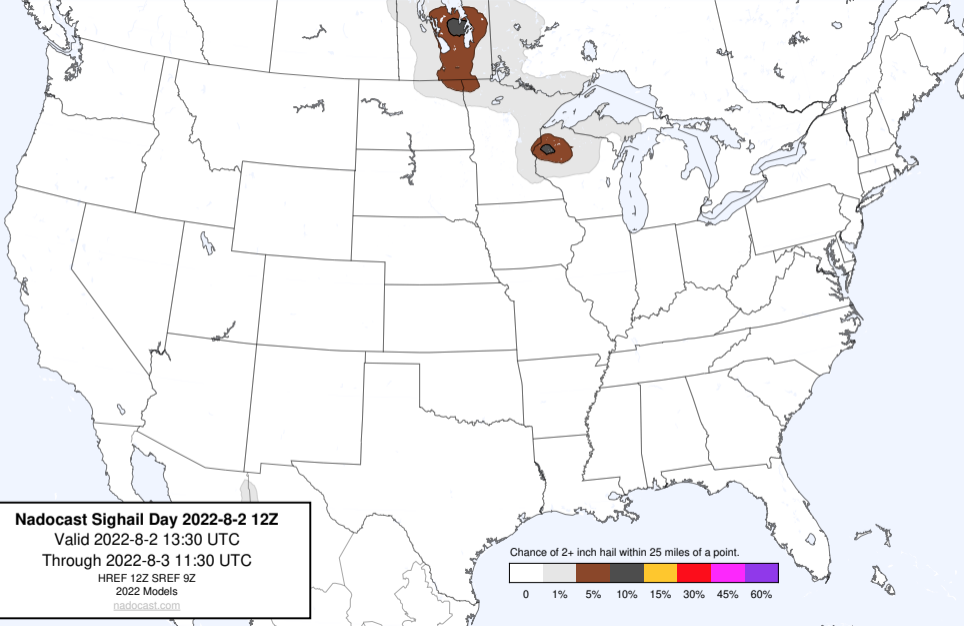 Nadocast Sighail Day 2022-8-2 12Z
Valid 2022-8-2 13:30 UTC
Through 2022-8-3 11:30 UTC
HREF 12Z SREF 9Z
2022 Models
nadocast.com
Chance of 2+ inch hail within 25 miles of a point.
0 1% 5% 10% 15% 30% 45% 60%